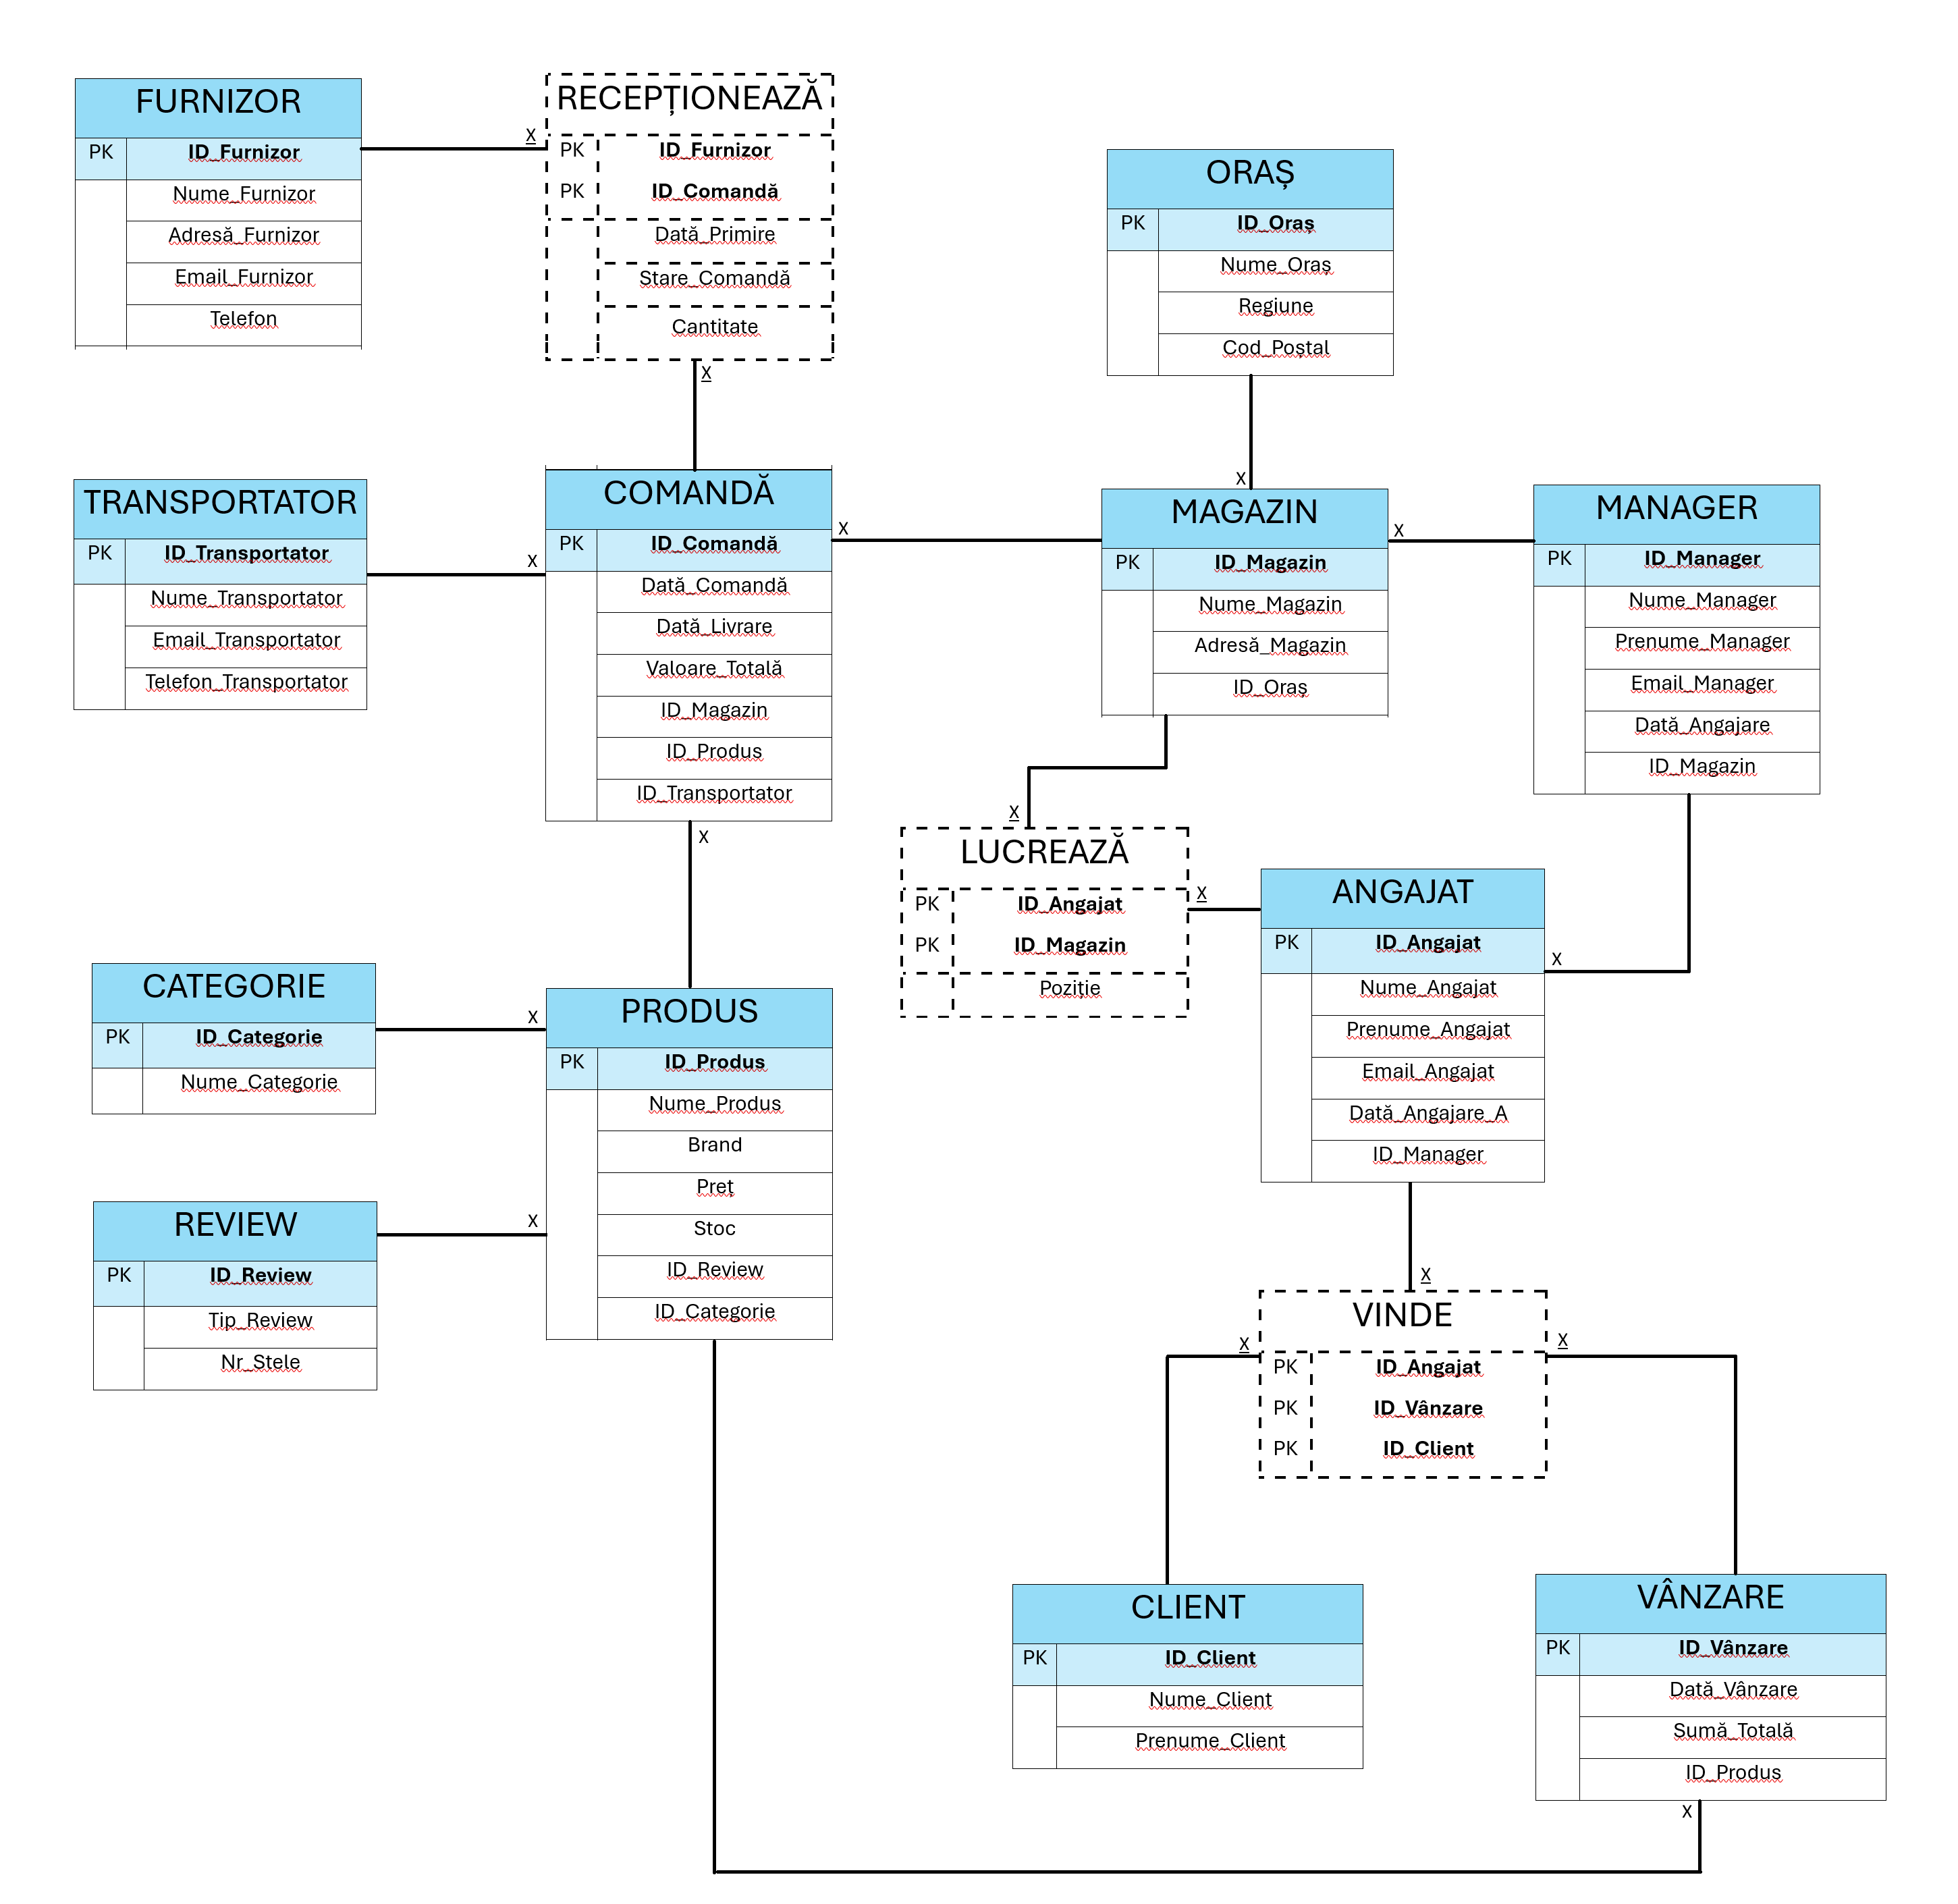 FURNIZOR
PK ID_Furnizor
Nume_Furnizor
Adresă_Furnizor
Email_Furnizor
Telefon
X
RECEPȚIONEAZĂ
PK ID_Furnizor
PK ID_Comandă
Dată_Primire
Stare_Comandă
Cantitate
X
ORAȘ
PK ID_Oraș
Nume_Oraș
Regiune
Cod_Poștal
X
TRANSPORTATOR
PK ID_Transportator
Nume_Transportator
Email_Transportator
Telefon_Transportator
X
COMANDĂ
PK ID_Comandă
Dată_Comandă
Dată_Livrare
Valoare_Totală
ID_Magazin
ID_Produs
ID_Transportator
X
X
MAGAZIN
PK ID_Magazin
Nume_Magazin
Adresă_Magazin
ID_Oraș
X
MANAGER
PK ID_Manager
Nume_Manager
Prenume_Manager
Email_Manager
Dată_Angajare
ID_Magazin
X
LUCREAZĂ
PK ID_Angajat
PK ID_Magazin
Poziție
X
ANGAJAT
PK ID_Angajat
Nume_Angajat
Prenume_Angajat
Email_Angajat
Dată_Angajare_A
ID_Manager
X
CATEGORIE
PK ID_Categorie
Nume_Categorie
X
PRODUS
PK ID_Produs
Nume_Produs
Brand
Preț
Stoc
ID_Review
ID_Categorie
REVIEW
PK ID_Review
Tip_Review
Nr_Stele
X
X
VINDE
PK ID_Angajat
PK ID_Vânzare
PK ID_Client
X
X
CLIENT
PK ID_Client
Nume_Client
Prenume_Client
VÂNZARE
PK ID_Vânzare
Dată_Vânzare
Sumă_Totală
ID_Produs
X